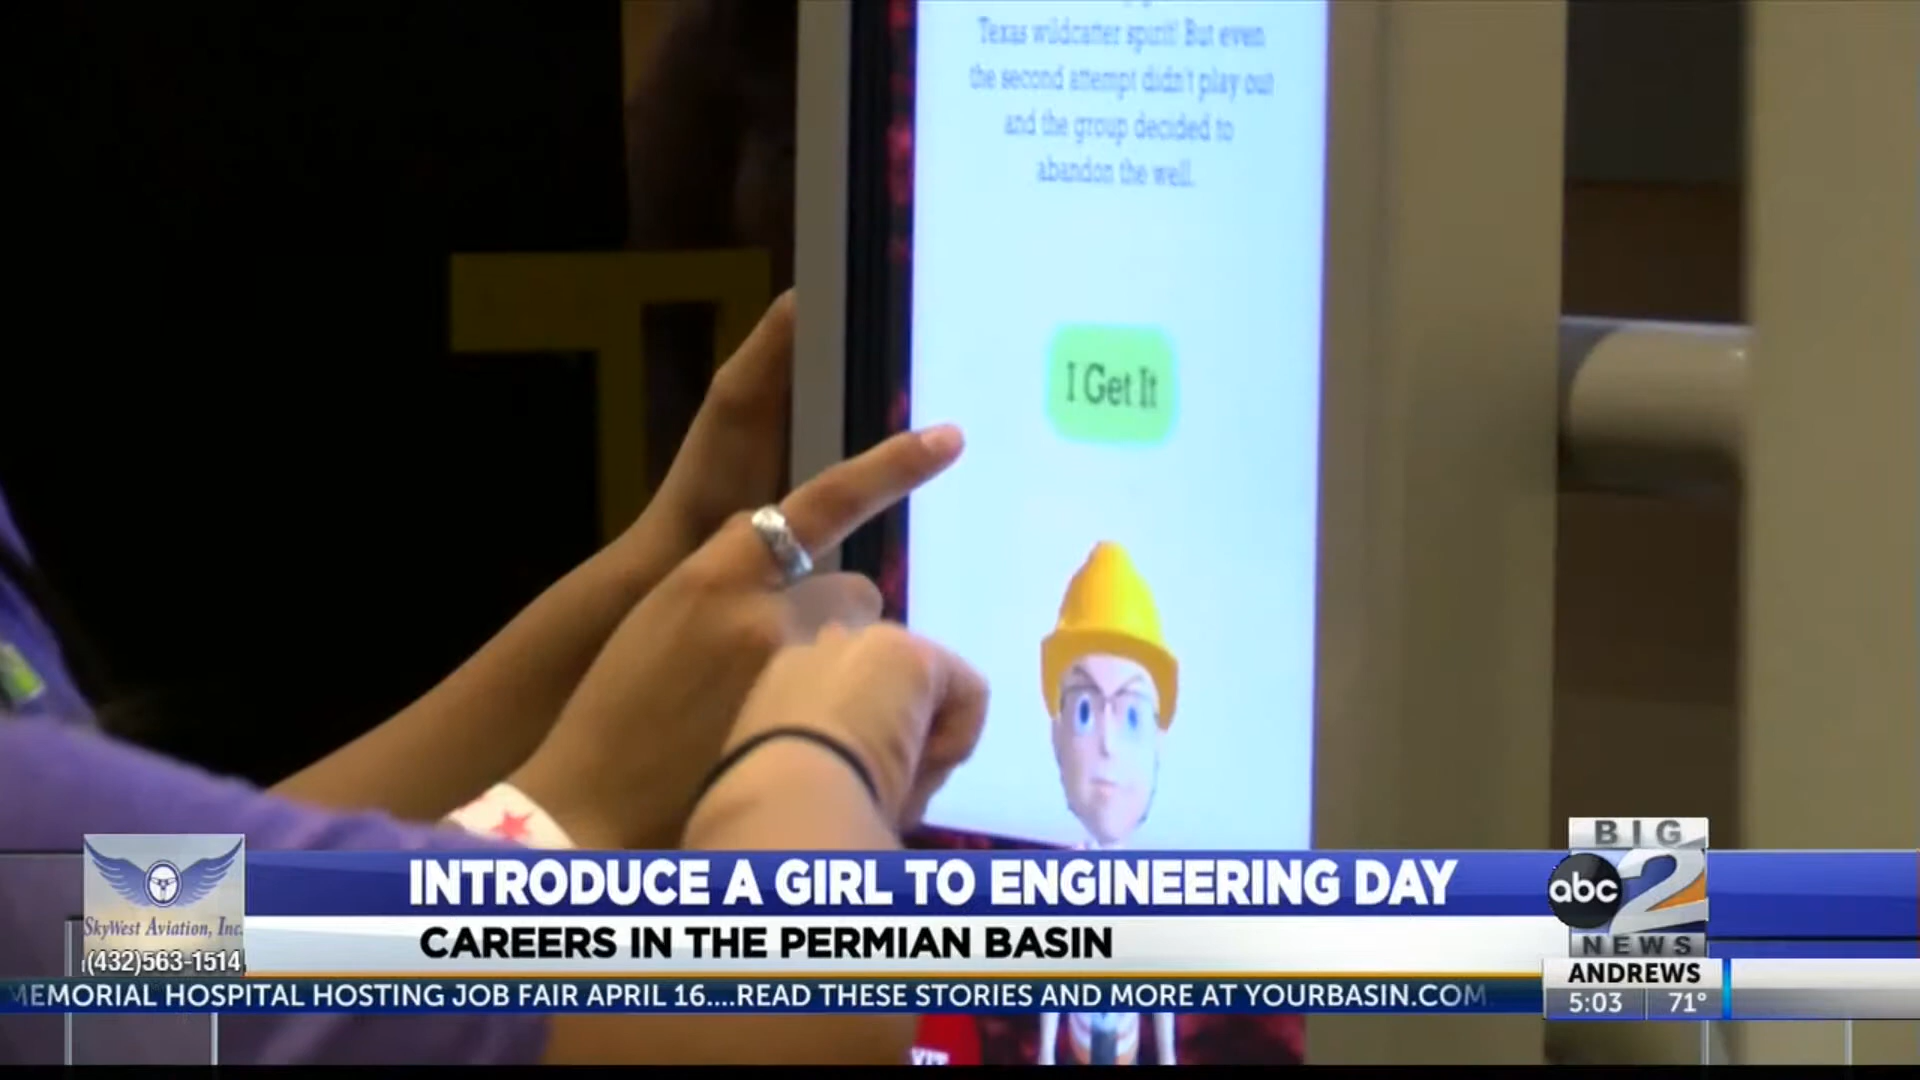 Texas wildcatter spirit! But even
the second attempt didn't play out
and the group decided to
abandon the well.
I Get It
INTRODUCE A GIRL TO ENGINEERING DAY
CAREERS IN THE PERMIAN BASIN
SkyWest Aviation, Inc.
(432)563-1514
BIG
abc 2
NEWS
ANDREWS
5:03 71°
MEMORIAL HOSPITAL HOSTING JOB FAIR APRIL 16....READ THESE STORIES AND MORE AT YOURBASIN.COM